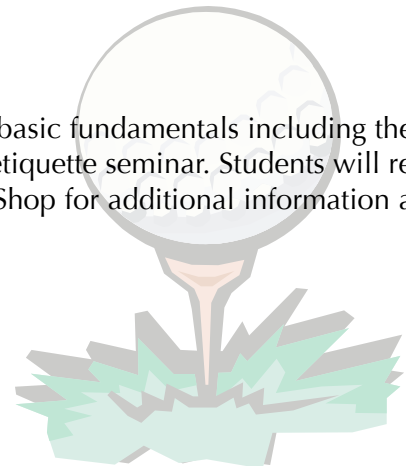 basic fundamentals including the
etiquette seminar. Students will re
Shop for additional information a